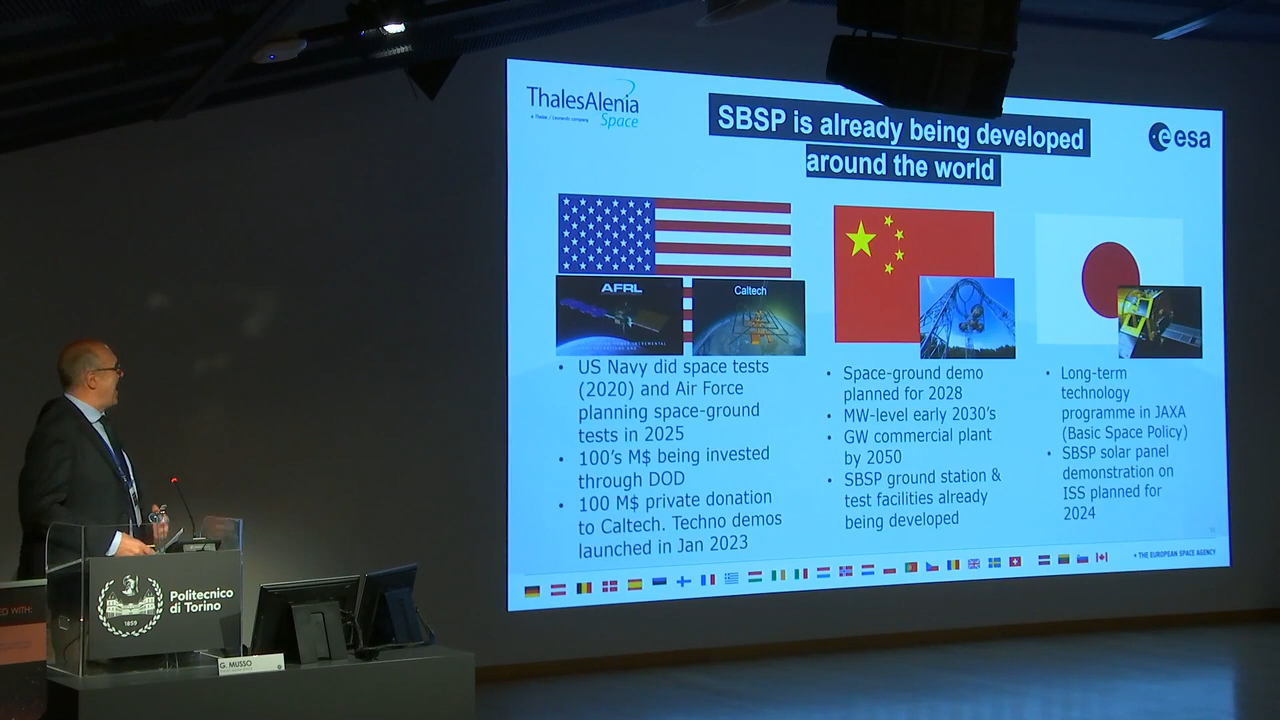 ThalesAlenia
a Thales / Leonardo company
Space
SBSP is already being developed
around the world
esa
AFRL
Caltech
• US Navy did space tests
(2020) and Air Force
planning space-ground
tests in 2025
• 100's M$ being invested
through DOD
• 100 M$ private donation
to Caltech. Techno demos
launched in Jan 2023
• Space-ground demo
planned for 2028
• MW-level early 2030's
• GW commercial plant
by 2050
• SBSP ground station &
test facilities already
being developed
• Long-term
technology
programme in JAXA
(Basic Space Policy)
• SBSP solar panel
demonstration on
ISS planned for
2024
THE EUROPEAN SPACE AGENCY
Politecnico
di Torino
1859
G. MUSSO
ED WITH: